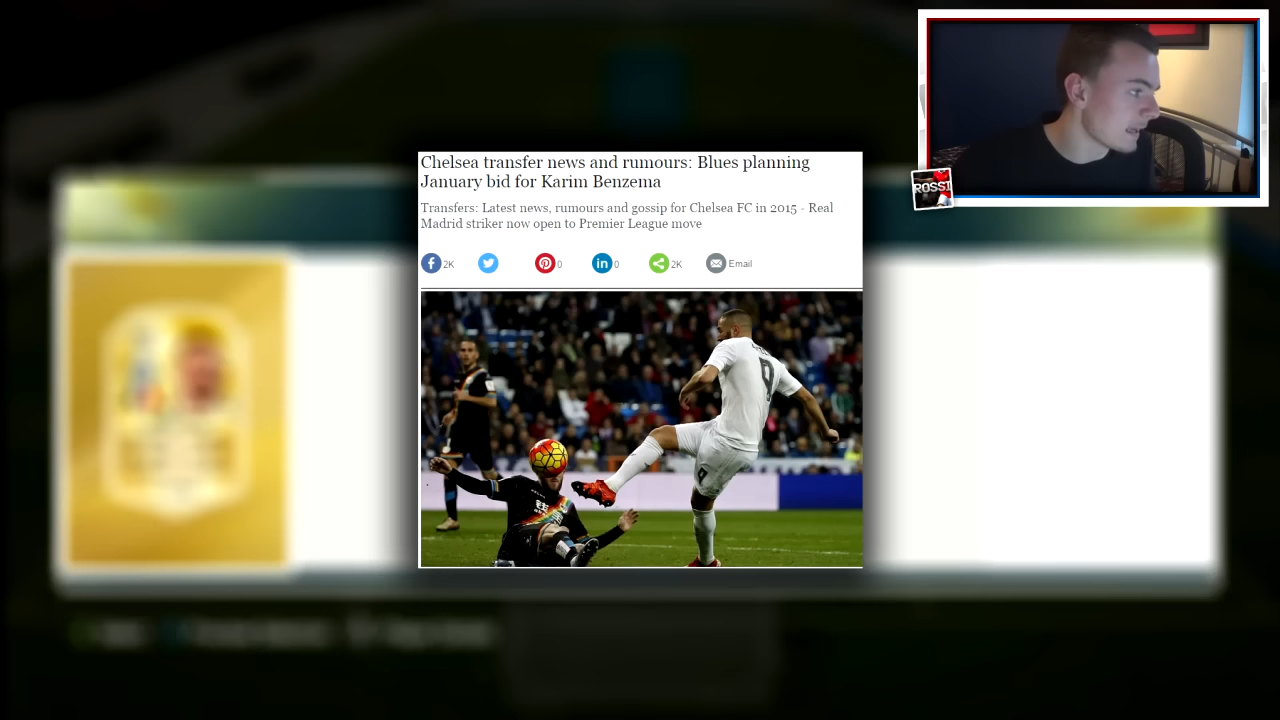 Chelsea transfer news and rumours: Blues planning
January bid for Karim Benzema
Transfers: Latest news, rumours and gossip for Chelsea FC in 2015 - Real
Madrid striker now open to Premier League move
2K 0 0 2K Email
9
9
ROSSI